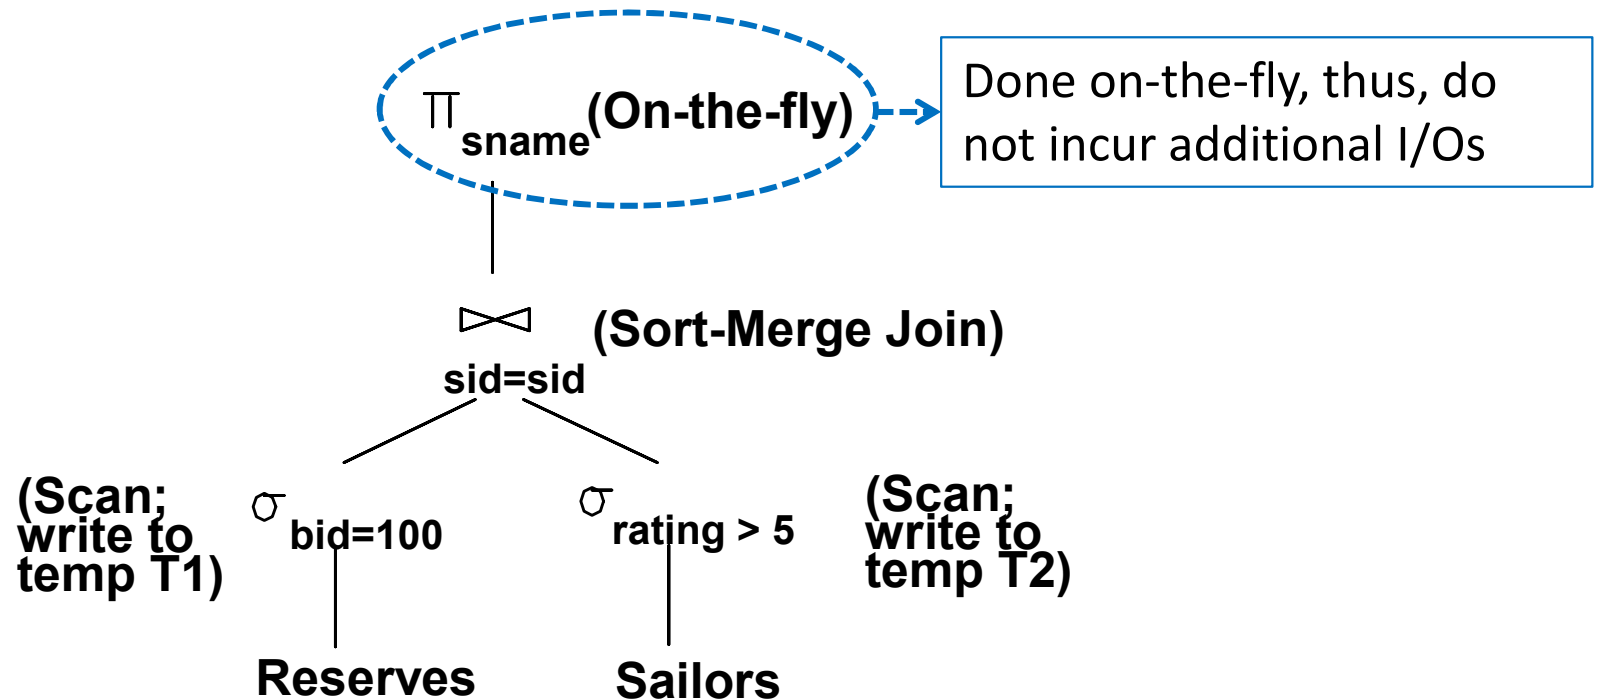 ∏ sname (On-the-fly)
Done on-the-fly, thus, do
not incur additional I/Os
⋈ (Sort-Merge Join)
sid=sid
(Scan;
write to
temp T1)
σ bid=100
σ rating > 5
(Scan;
write to
temp T2)
Reserves
Sailors